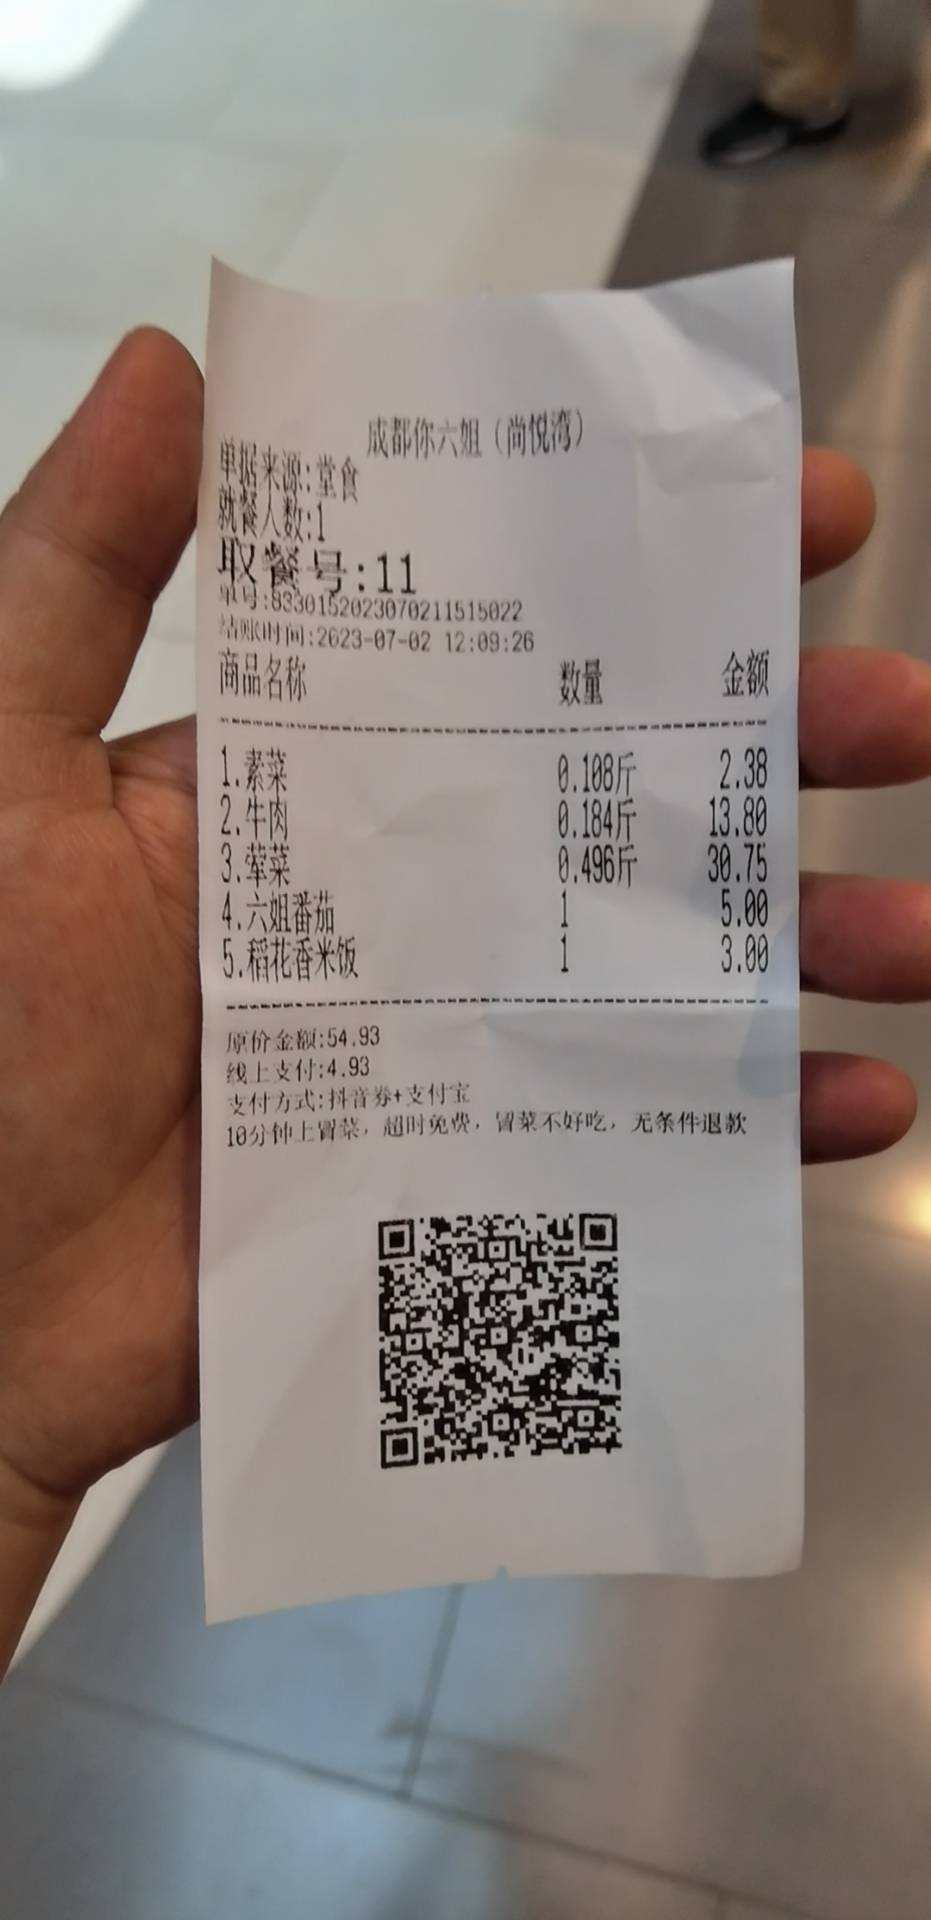 成都你六姐（尚悦湾）
单据来源:堂食
就餐人数:1
取餐号:11
单号:8330152023070211515022
结账时间:2023-07-02 12:09:26
商品名称 数量 金额
1.素菜 0.108斤 2.38
2.牛肉 0.184斤 13.80
3.荤菜 0.496斤 30.75
4.六姐番茄 1 5.00
5.稻花香米饭 1 3.00
原价金额:54.93
线上支付:4.93
支付方式:抖音券+支付宝
10分钟上冒菜，超时免费，冒菜不好吃，无条件退款